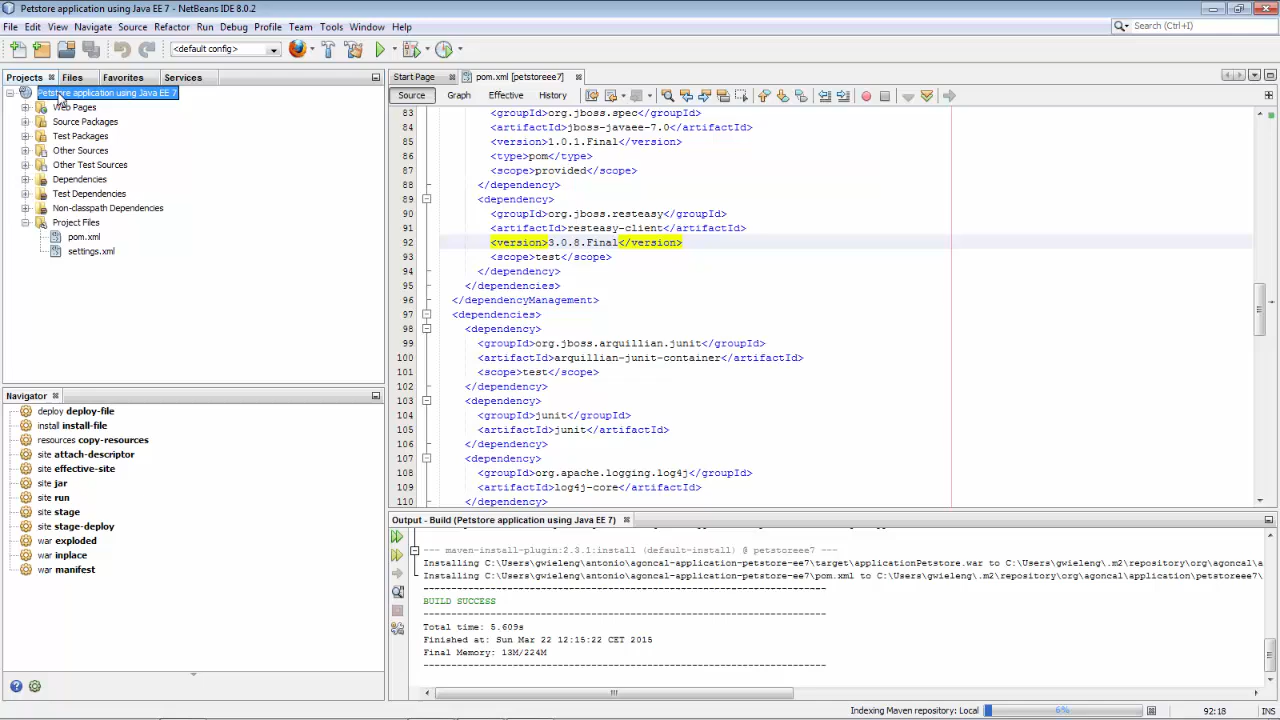 Petstore application using Java EE 7 - NetBeans IDE 8.0.2
File Edit View Navigate Source Refactor Run Debug Profile Team Tools Window Help
Search (Ctrl+I)
<default config>
Projects Files Favorites Services
Petstore application using Java EE 7
Web Pages
Source Packages
Test Packages
Other Sources
Other Test Sources
Dependencies
Test Dependencies
Non-classpath Dependencies
Project Files
pom.xml
settings.xml
Navigator
deploy deploy-file
install install-file
resources copy-resources
site attach-descriptor
site effective-site
site jar
site run
site stage
site stage-deploy
war exploded
war inplace
war manifest
Start Page pom.xml [petstoreee7]
Source Graph Effective History
83 <groupId>org.jboss.spec</groupId>
84 <artifactId>jboss-javaee-7.0</artifactId>
85 <version>1.0.1.Final</version>
86 <type>pom</type>
87 <scope>provided</scope>
88 </dependency>
89 <dependency>
90 <groupId>org.jboss.resteasy</groupId>
91 <artifactId>resteasy-client</artifactId>
92 <version>3.0.8.Final</version>
93 <scope>test</scope>
94 </dependency>
95 </dependencies>
96 </dependencyManagement>
97 <dependencies>
98 <dependency>
99 <groupId>org.jboss.arquillian.junit</groupId>
100 <artifactId>arquillian-junit-container</artifactId>
101 <scope>test</scope>
102 </dependency>
103 <dependency>
104 <groupId>junit</groupId>
105 <artifactId>junit</artifactId>
106 </dependency>
107 <dependency>
108 <groupId>org.apache.logging.log4j</groupId>
109 <artifactId>log4j-core</artifactId>
110 </dependency>
Output - Build (Petstore application using Java EE 7)
--- maven-install-plugin:2.3.1:install (default-install) @ petstoreee7 ---
Installing C:\Users\gwieleng\antonio\agoncal-application-petstore-ee7\target\applicationPetstore.war to C:\Users\gwieleng\.m2\repository\org\agoncal\a
Installing C:\Users\gwieleng\antonio\agoncal-application-petstore-ee7\pom.xml to C:\Users\gwieleng\.m2\repository\org\agoncal\application\petstoreee7\
------------------------------------------------------------------------
BUILD SUCCESS
------------------------------------------------------------------------
Total time: 5.609s
Finished at: Sun Mar 22 12:15:22 CET 2015
Final Memory: 13M/224M
------------------------------------------------------------------------
Indexing Maven repository: Local 6% 92:18 INS